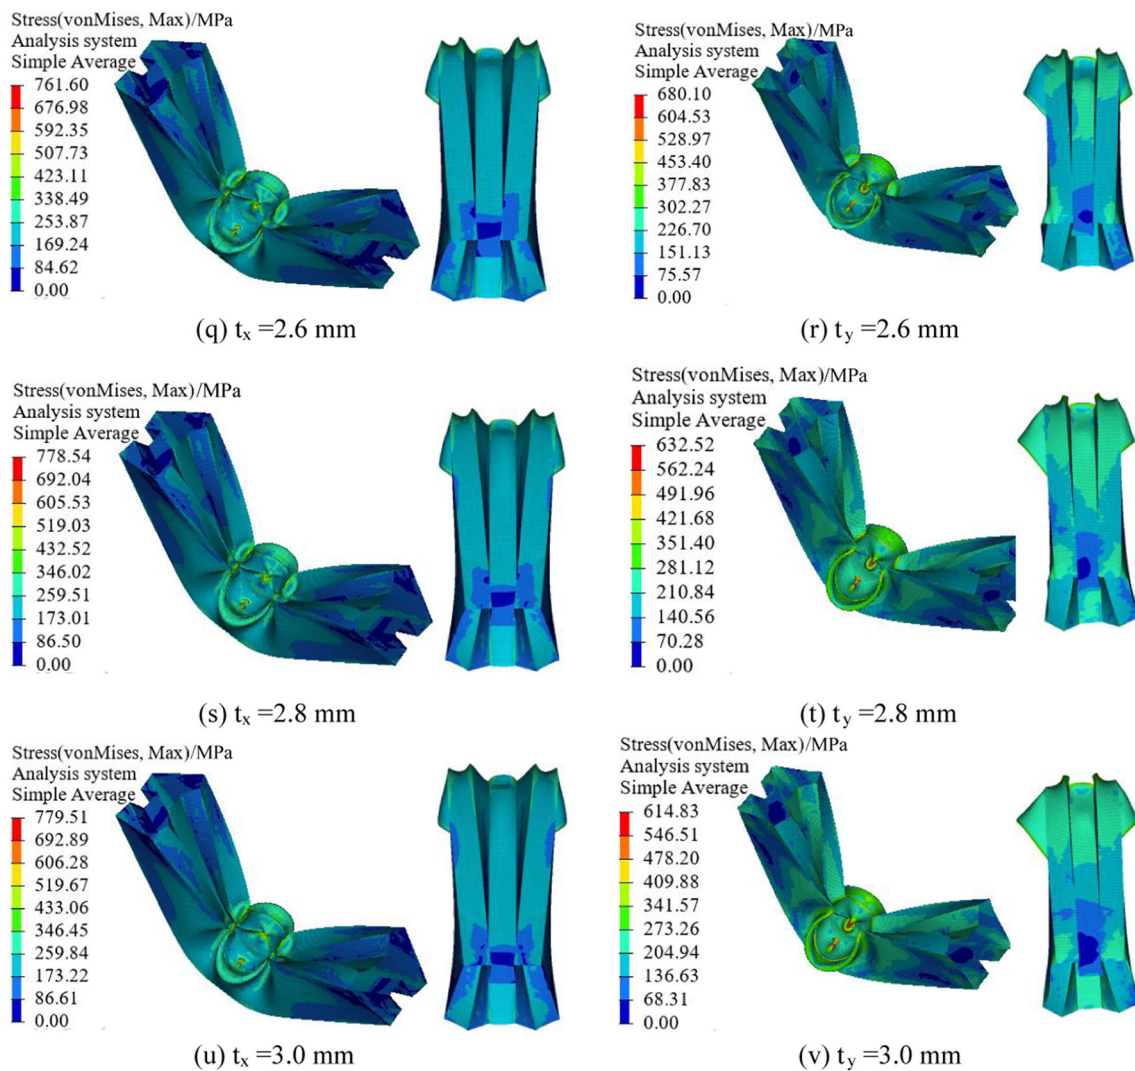 Stress(vonMises, Max)/MPa
Analysis system
Simple Average
761.60
676.98
592.35
507.73
423.11
338.49
253.87
169.24
84.62
0.00
(q) tx =2.6 mm
Stress(vonMises, Max)/MPa
Analysis system
Simple Average
680.10
604.53
528.97
453.40
377.83
302.27
226.70
151.13
75.57
0.00
(r) ty =2.6 mm
Stress(vonMises, Max)/MPa
Analysis system
Simple Average
778.54
692.04
605.53
519.03
432.52
346.02
259.51
173.01
86.50
0.00
(s) tx =2.8 mm
Stress(vonMises, Max)/MPa
Analysis system
Simple Average
632.52
562.24
491.96
421.68
351.40
281.12
210.84
140.56
70.28
0.00
(t) ty =2.8 mm
Stress(vonMises, Max)/MPa
Analysis system
Simple Average
779.51
692.89
606.28
519.67
433.06
346.45
259.84
173.22
86.61
0.00
(u) tx =3.0 mm
Stress(vonMises, Max)/MPa
Analysis system
Simple Average
614.83
546.51
478.20
409.88
341.57
273.26
204.94
136.63
68.31
0.00
(v) ty =3.0 mm